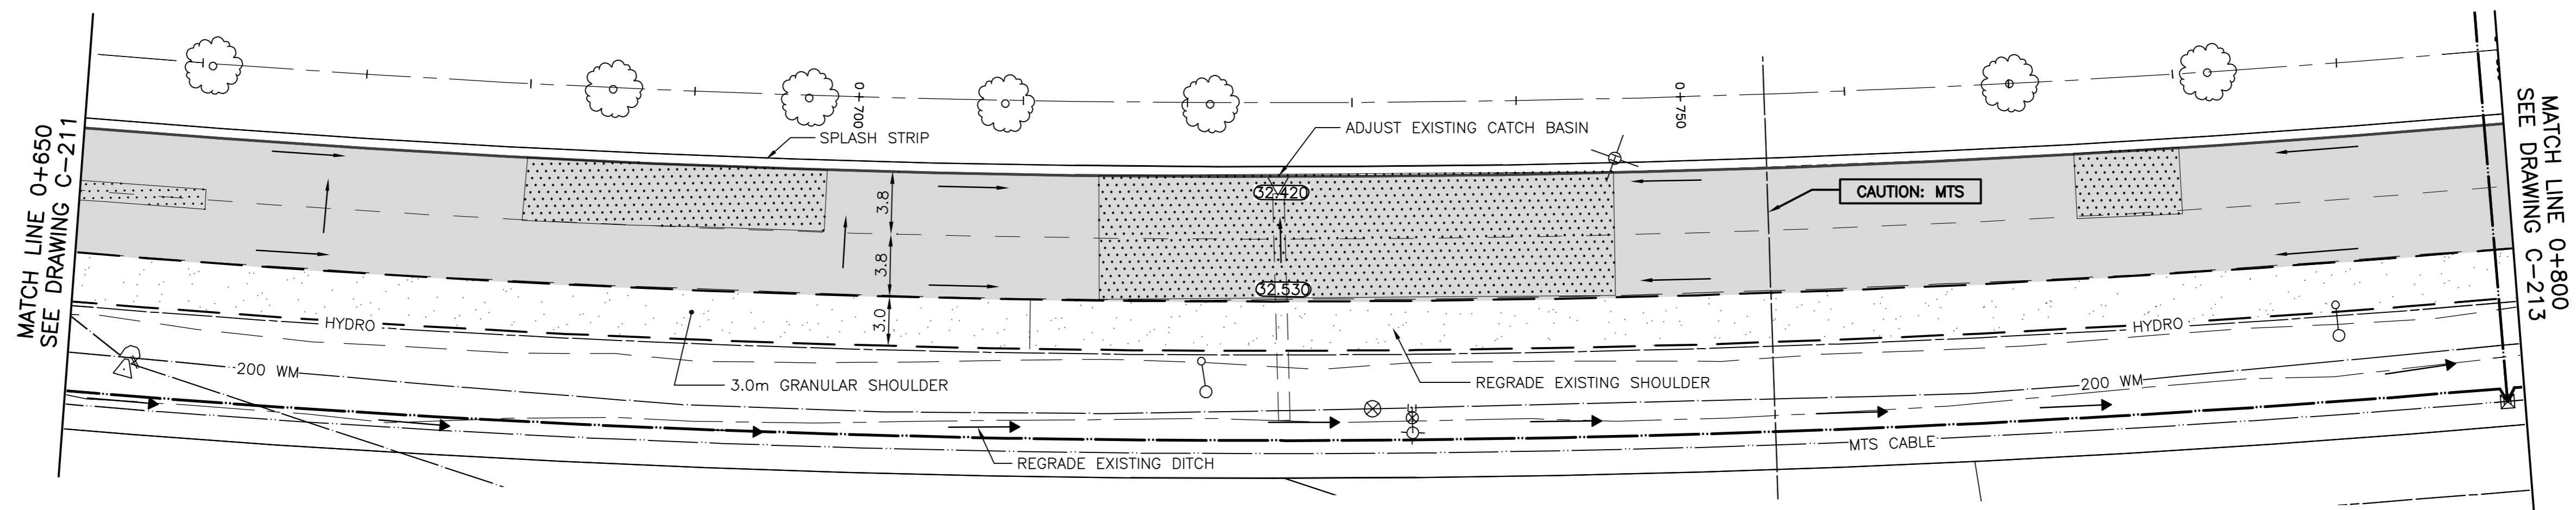 MATCH LINE 0+650
SEE DRAWING C-211
0+700
0+750
SPLASH STRIP
ADJUST EXISTING CATCH BASIN
MATCH LINE 0+800
SEE DRAWING C-213
3.8
32.420
CAUTION: MTS
3.8
32.530
3.0
HYDRO
HYDRO
200 WM
3.0m GRANULAR SHOULDER
REGRADE EXISTING SHOULDER
200 WM
MTS CABLE
REGRADE EXISTING DITCH